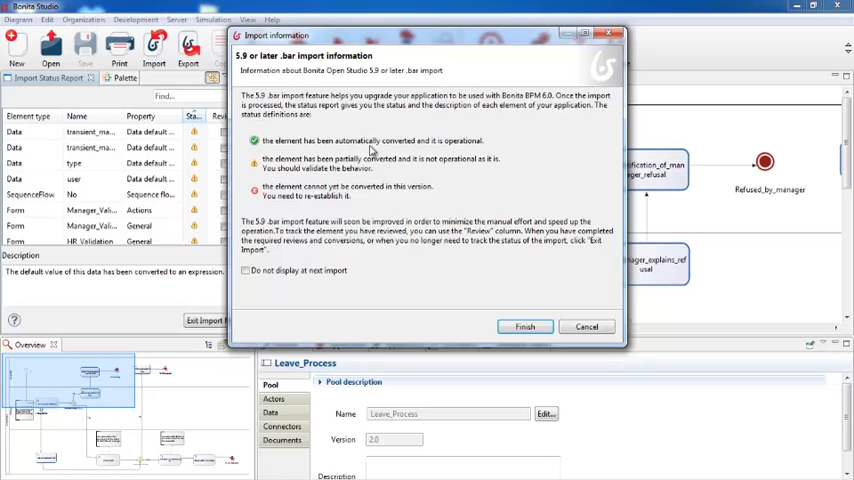 Bonita Studio
Diagram Edit Organization Development Server Simulation View Help
New Open Save Print Import Export
Import Status Report Palette
Find...
Element type Name Property Sta... Rev
Data transient_ma... Data default ...
Data transient_ma... Data default ...
Data type Data default ...
Data user Data default ...
SequenceFlow No Data default ...
Form Manager_Vali... Actions
Form Manager_Vali... Data default ...
Form HR_Validation Data default ...
Description
The default value of this data has been converted to an expression.
Exit Import
Import information
5.9 or later .bar import information
Information about Bonita Open Studio 5.9 or later .bar import
The 5.9 .bar import feature helps you upgrade your application to be used with Bonita BPM 6.0. Once the
import is processed, the status report gives you the status and the description of each element of your application. The
status definitions are:
the element has been automatically converted and it is operational.
the element has been partially converted and it is not operational as it is.
You should validate the behavior.
the element cannot yet be converted in this version.
You need to re-establish it.
The 5.9 .bar import feature will soon be improved in order to minimize the manual effort and speed up the
operation.To track the element you have reviewed, you can use the "Review" column. When you have completed
the required reviews and conversions, or when you no longer need to track the status of the import, click "Exit
Import".
Do not display at next import
Finish Cancel
tification_of_man
ager_refusal
Refused_by_manager
nager_explains_ref
usal
Overview
Leave_Process
Pool
Actors
Data
Connectors
Documents
Pool description
Name Leave_Process Edit...
Version 2.0
Description